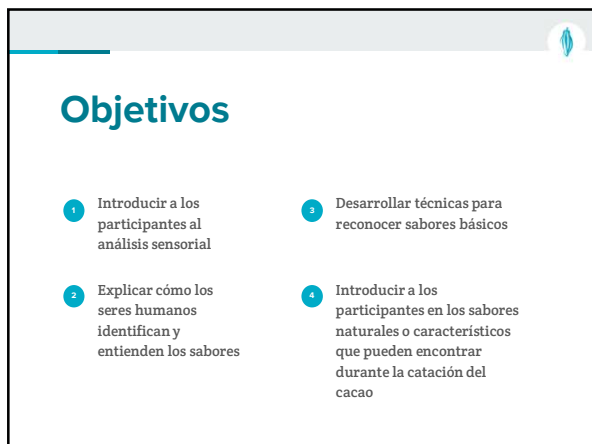 Objetivos
1
Introducir a los
participantes al
análisis sensorial
2
Explicar cómo los
seres humanos
identifican y
entienden los sabores
3
Desarrollar técnicas para
reconocer sabores básicos
4
Introducir a los
participantes en los sabores
naturales o característicos
que pueden encontrar
durante la catación del
cacao